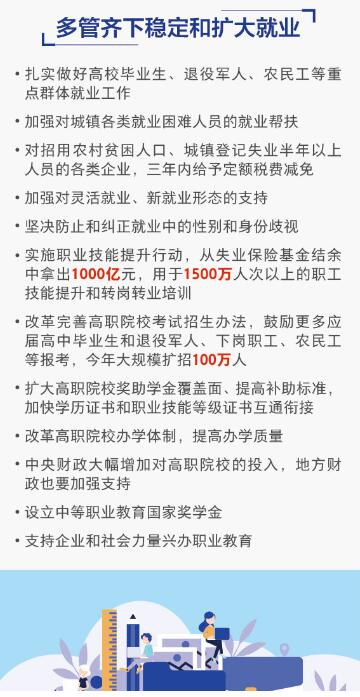 多管齐下稳定和扩大就业
• 扎实做好高校毕业生、退役军人、农民工等重
点群体就业工作
• 加强对城镇各类就业困难人员的就业帮扶
• 对招用农村贫困人口、城镇登记失业半年以上
人员的各类企业，三年内给予定额税费减免
• 加强对灵活就业、新就业形态的支持
• 坚决防止和纠正就业中的性别和身份歧视
• 实施职业技能提升行动，从失业保险基金结余
中拿出1000亿元，用于1500万人次以上的职工
技能提升和转岗转业培训
• 改革完善高职院校考试招生办法，鼓励更多应
届高中毕业生和退役军人、下岗职工、农民工
等报考，今年大规模扩招100万人
• 扩大高职院校奖助学金覆盖面、提高补助标准，
加快学历证书和职业技能等级证书互通衔接
• 改革高职院校办学体制，提高办学质量
• 中央财政大幅增加对高职院校的投入，地方财
政也要加强支持
• 设立中等职业教育国家奖学金
• 支持企业和社会力量兴办职业教育